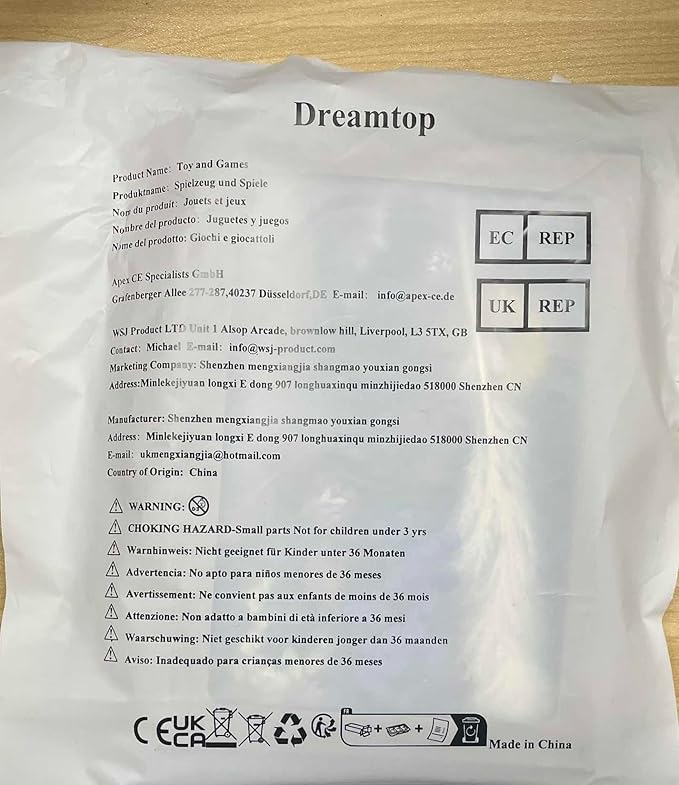 Dreamtop
Product Name: Toy and Games
Produktname: Spielzeug und Spiele
Nom du produit: Jouets et jeux
Nonbre del producto: Juguetes y juegos
Name del prodotto: Giochi e giocattoli
EC REP
Apex CE Specialists GmbH
Grafenberger Allee 277-287,40237 Düsseldorf,DE E-mail: info@apex-ce.de
UK REP
WSJ Product LTD Unit 1 Alsop Arcade, brownlow hill, Liverpool, L3 5TX, GB
Contact: Michael E-mail: info@wsj-product.com
Marketing Company: Shenzhen mengxiangjia shangmao youxian gongsi
Address:Minlekejiyuan longxi E dong 907 longhuaxinqu minzhijiedao 518000 Shenzhen CN
Manufacturer: Shenzhen mengxiangjia shangmao youxian gongsi
Address: Minlekejiyuan longxi E dong 907 longhuaxinqu minzhijiedao 518000 Shenzhen CN
E-mail: ukmengxiangjia@hotmail.com
Country of Origin: China
WARNING: 0-3
CHOKING HAZARD-Small parts Not for children under 3 yrs
Warnhinweis: Nicht geeignet für Kinder unter 36 Monaten
Advertencia: No apto para niños menores de 36 meses
Avertissement: Ne convient pas aux enfants de moins de 36 mois
Attenzione: Non adatto a bambini di età inferiore a 36 mesi
Waarschuwing: Niet geschikt voor kinderen jonger dan 36 maanden
Aviso: Inadequado para crianças menores de 36 meses
CE UK CA FR + + Made in China